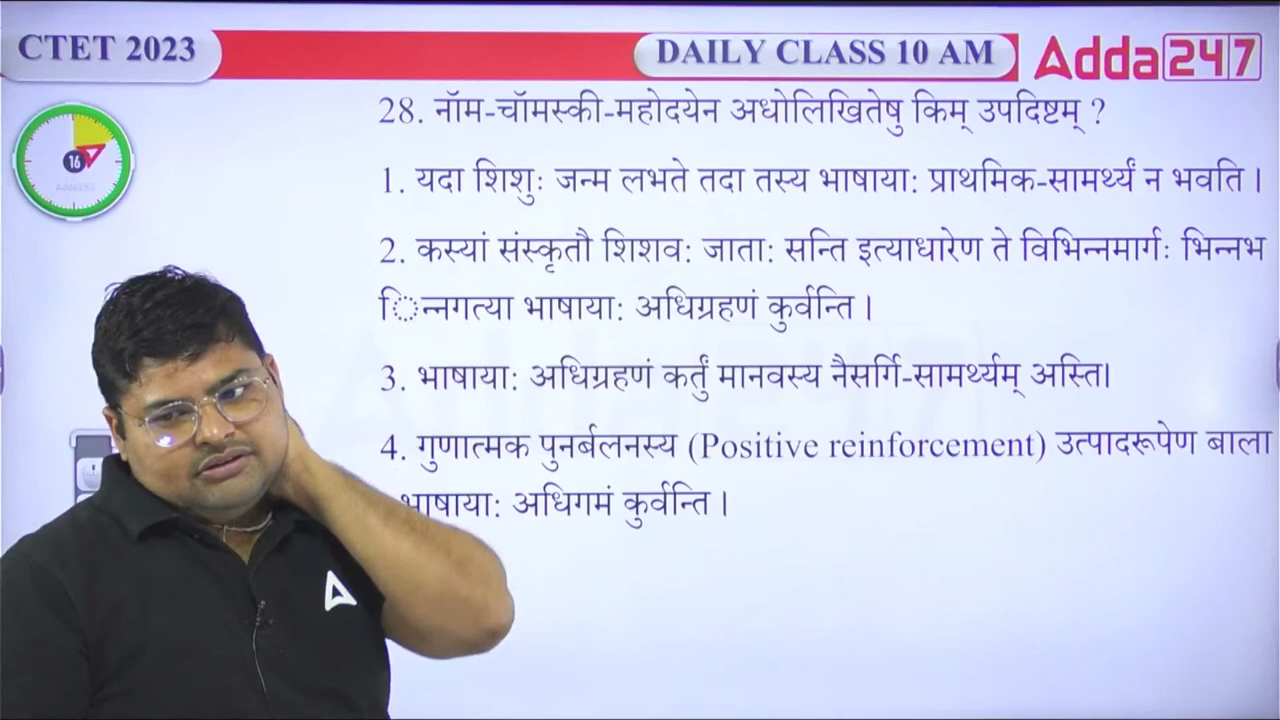 CTET 2023
DAILY CLASS 10 AM
Adda247
28. नॉम-चॉमस्की-महोदयेन अधोलिखितेषु किम् उपदिष्टम् ?
16
Adda247
1. यदा शिशुः जन्म लभते तदा तस्य भाषाया: प्राथमिक-सामर्थ्यं न भवति ।
2. कस्यां संस्कृतौ शिशव: जाता: सन्ति इत्याधारेण ते विभिन्नमार्गः भिन्नभ
िन्नगत्या भाषाया: अधिग्रहणं कुर्वन्ति ।
3. भाषाया: अधिग्रहणं कर्तुं मानवस्य नैसर्गि-सामर्थ्यम् अस्ति।
4. गुणात्मक पुनर्बलनस्य (Positive reinforcement) उत्पादरूपेण बाला
भाषाया: अधिगमं कुर्वन्ति ।